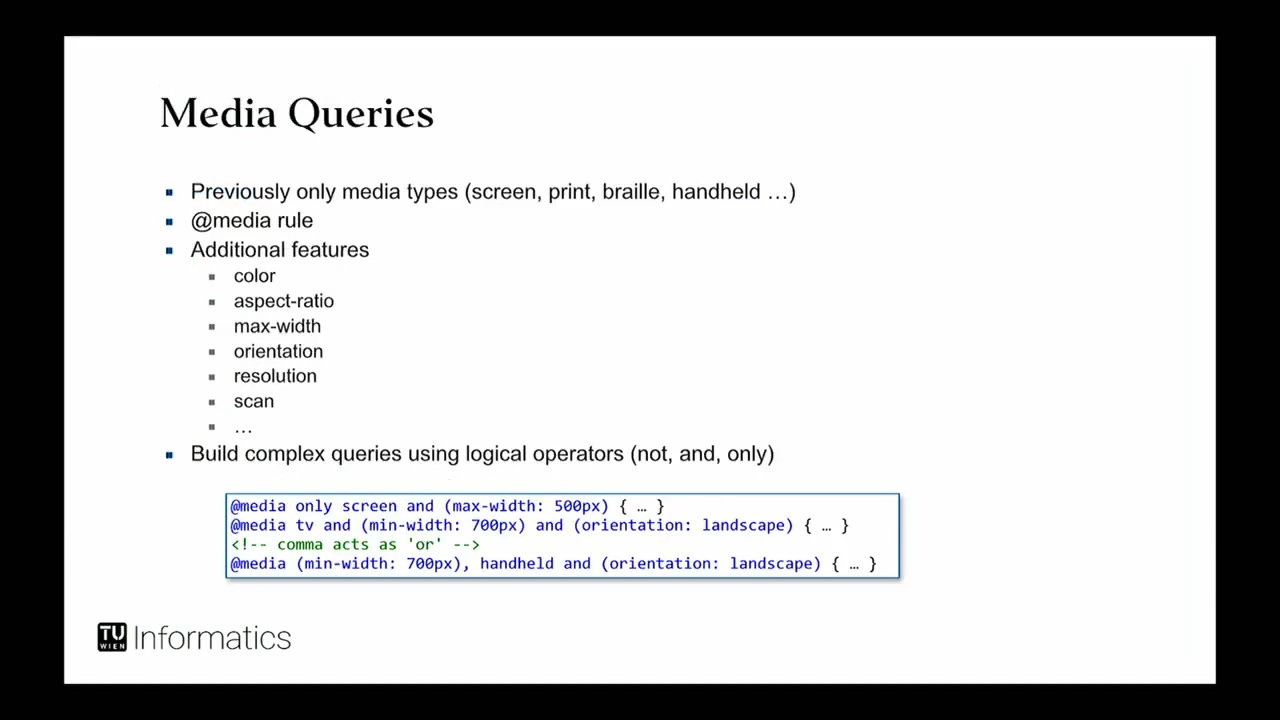 Media Queries
Previously only media types (screen, print, braille, handheld …)
@media rule
Additional features
color
aspect-ratio
max-width
orientation
resolution
scan
…
Build complex queries using logical operators (not, and, only)
@media only screen and (max-width: 500px) { … }
@media tv and (min-width: 700px) and (orientation: landscape) { … }
<!-- comma acts as 'or' -->
@media (min-width: 700px), handheld and (orientation: landscape) { … }
TU WIEN Informatics